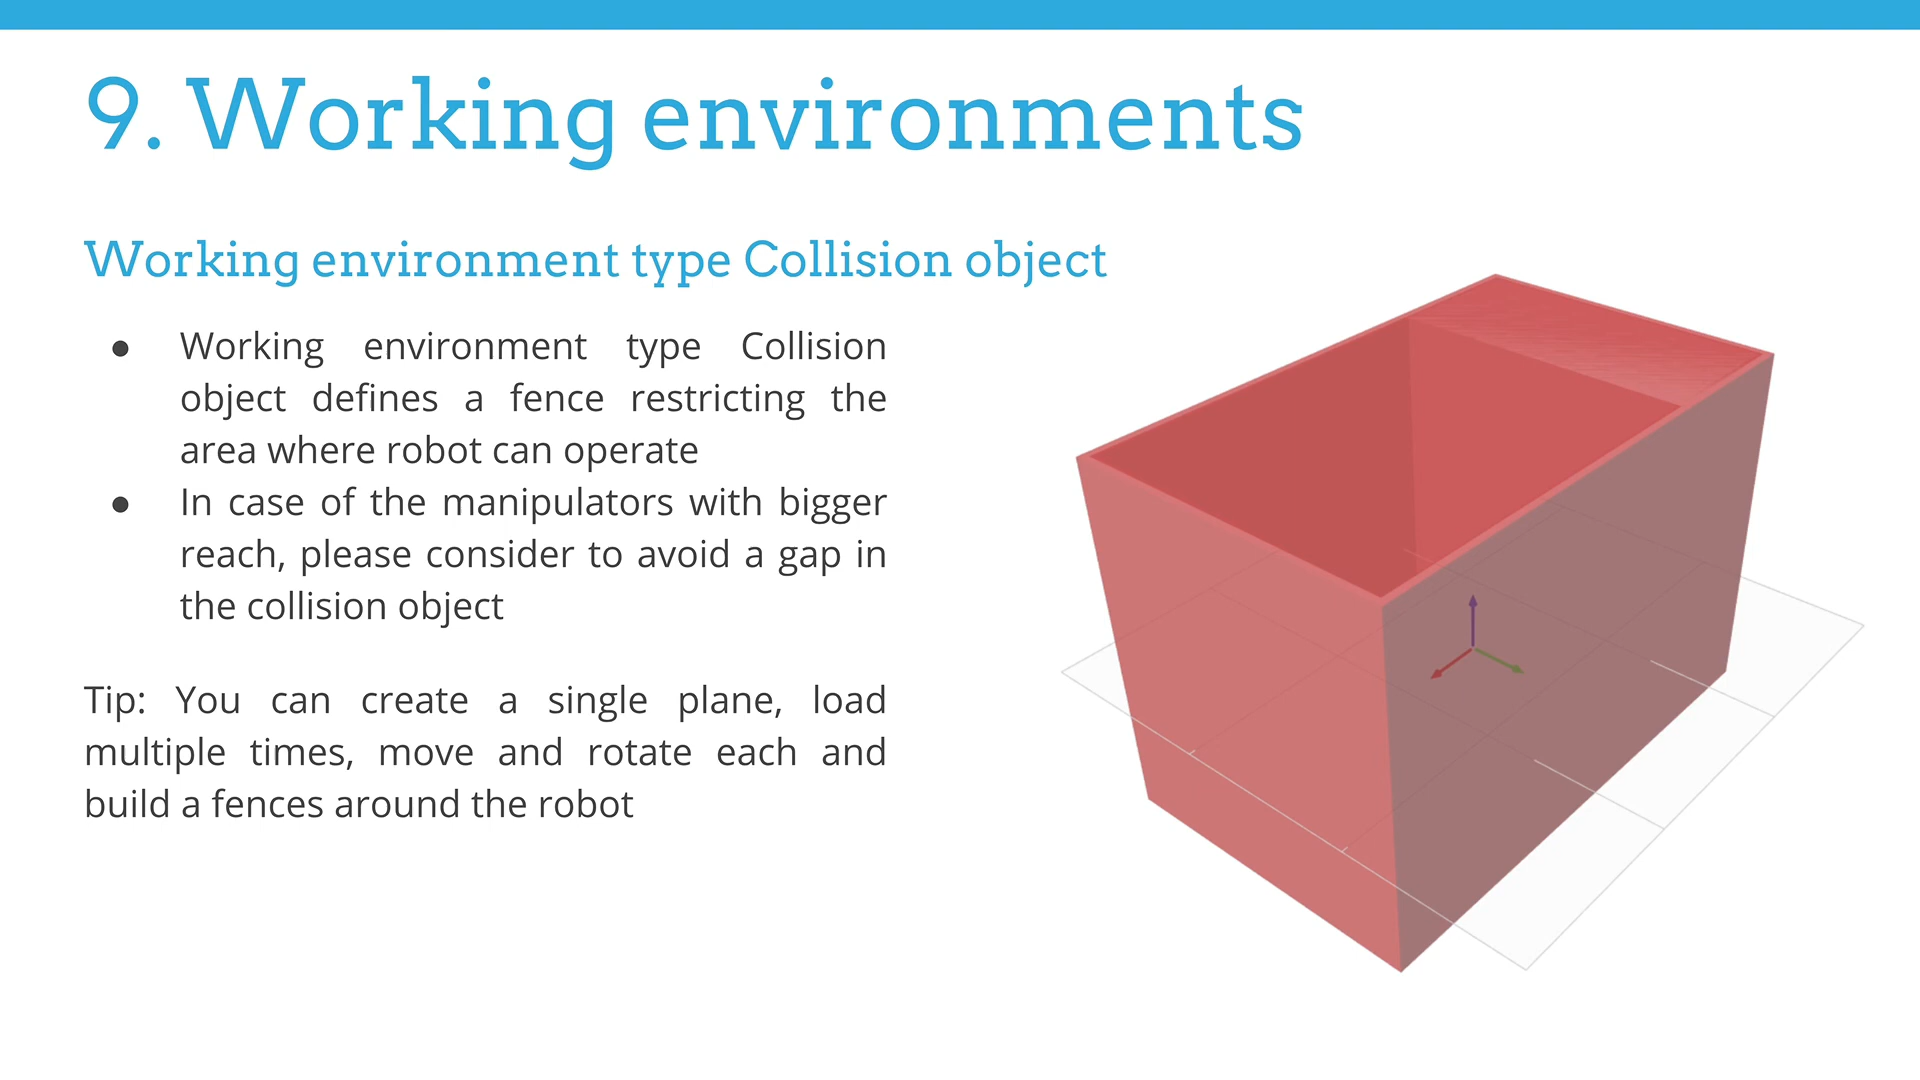 9. Working environments
Working environment type Collision object
● Working environment type Collision
object defines a fence restricting the
area where robot can operate
● In case of the manipulators with bigger
reach, please consider to avoid a gap in
the collision object
Tip: You can create a single plane, load
multiple times, move and rotate each and
build a fences around the robot